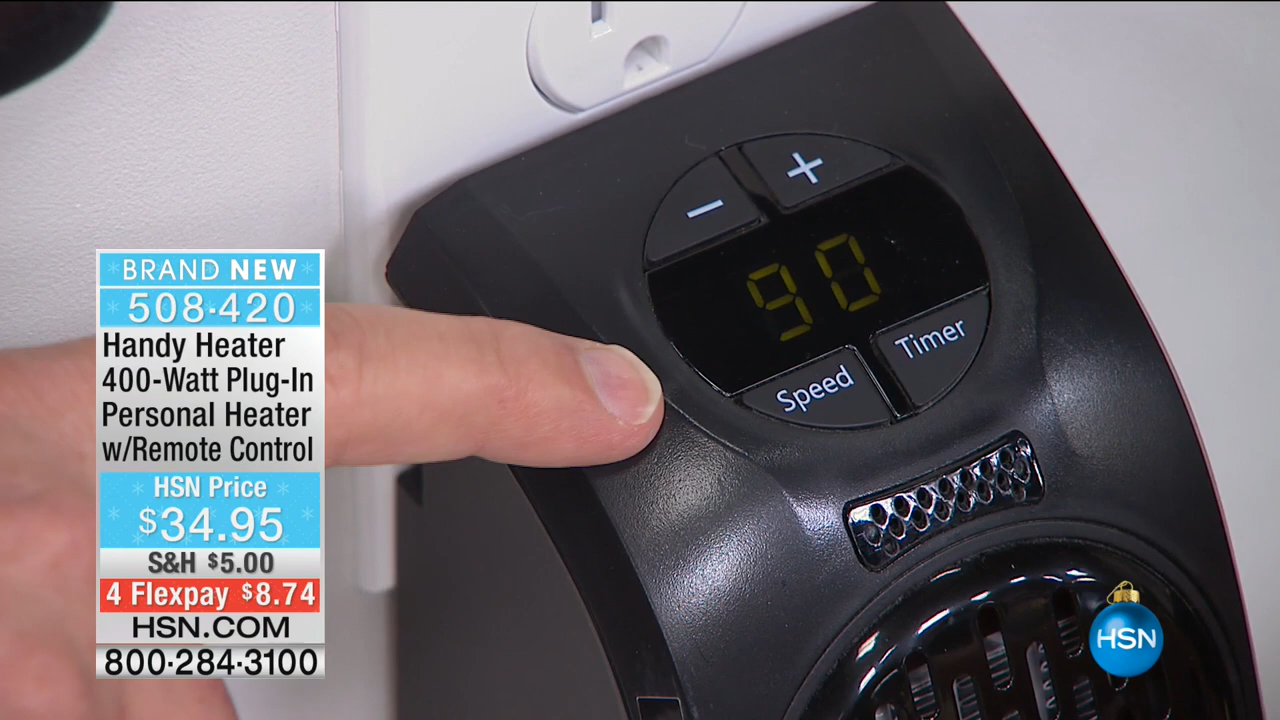 BRAND NEW
508·420
Handy Heater
400-Watt Plug-In
Personal Heater
w/Remote Control
HSN Price
$34.95
S&H $5.00
4 Flexpay $8.74
HSN.COM
800·284·3100
− +
90
Speed Timer
HSN